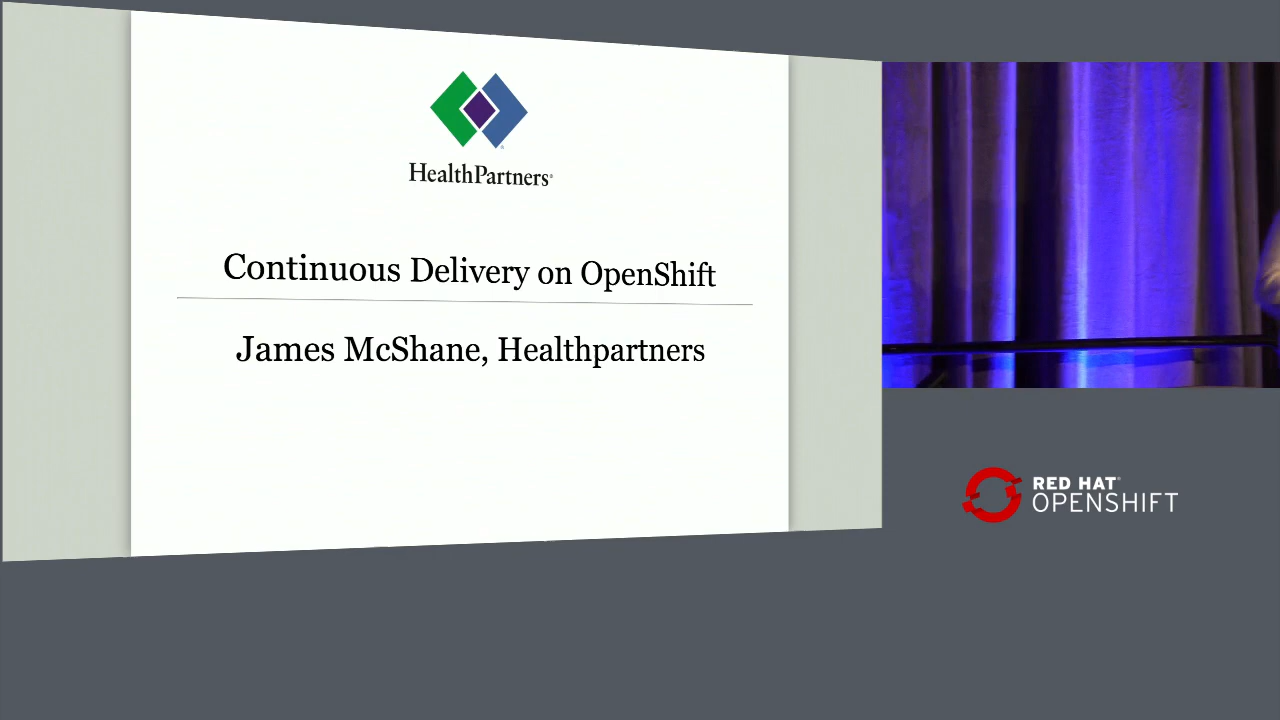 HealthPartners®
Continuous Delivery on OpenShift
James McShane, Healthpartners
RED HAT®
OPENSHIFT